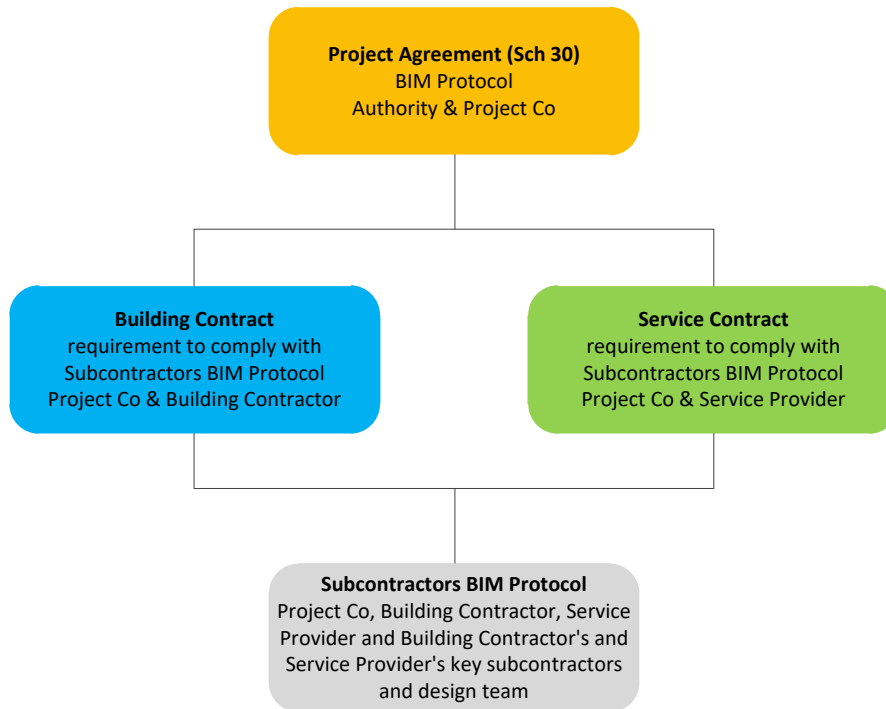 Project Agreement (Sch 30)
BIM Protocol
Authority & Project Co
Building Contract
requirement to comply with
Subcontractors BIM Protocol
Project Co & Building Contractor
Service Contract
requirement to comply with
Subcontractors BIM Protocol
Project Co & Service Provider
Subcontractors BIM Protocol
Project Co, Building Contractor, Service
Provider and Building Contractor's and
Service Provider's key subcontractors
and design team